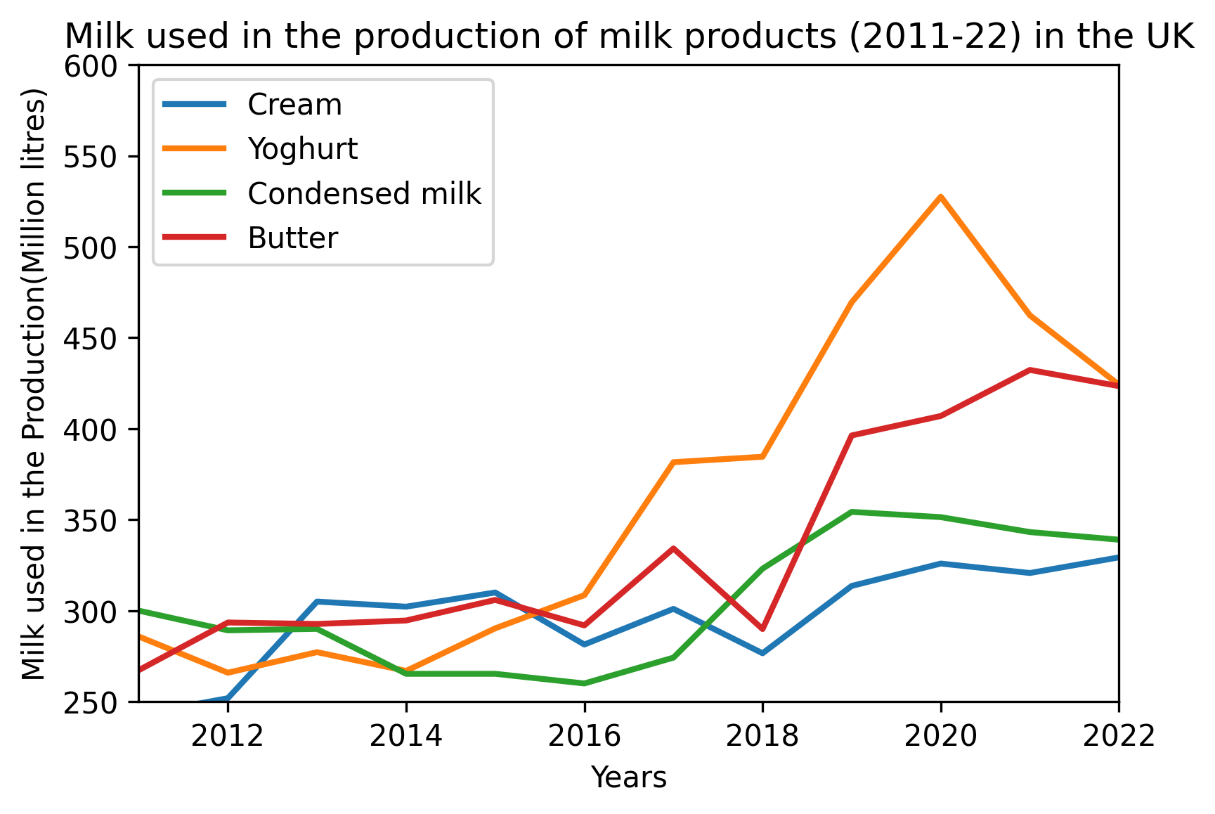 Milk used in the production of milk products (2011-22) in the UK
600
550
500
450
400
350
300
250
Milk used in the Production(Million litres)
Cream
Yoghurt
Condensed milk
Butter
2012 2014 2016 2018 2020 2022
Years